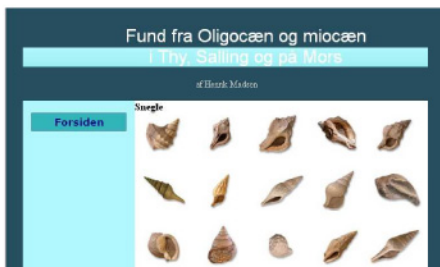 Fund fra Oligocæn og miocæn
i Thy, Salling og på Mors
af Henrik Madsen
Snegle
Forsiden